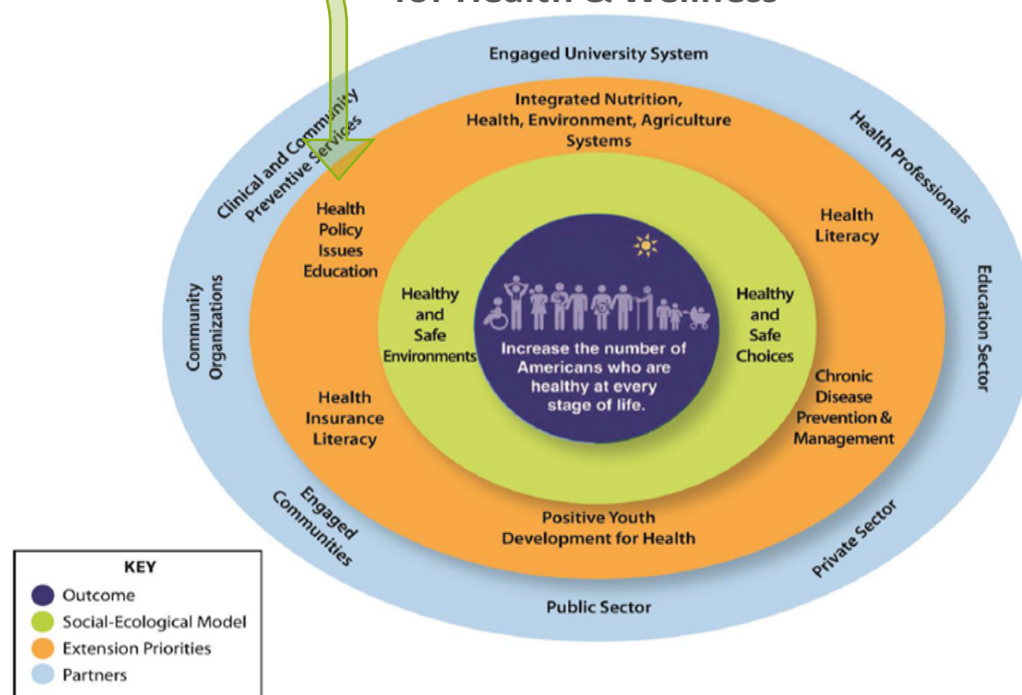 for Health & Wellness
Engaged University System
Integrated Nutrition,
Health, Environment, Agriculture
Systems
Clinical and Community
Preventive Services
Health Professionals
Health
Policy
Issues
Education
Health
Literacy
Community
Organizations
Education Sector
Healthy
and
Safe
Environments
Increase the number of
Americans who are
healthy at every
stage of life.
Healthy
and
Safe
Choices
Health
Insurance
Literacy
Chronic
Disease
Prevention &
Management
Engaged
Communities
Positive Youth
Development for Health
Private Sector
Public Sector
KEY
Outcome
Social-Ecological Model
Extension Priorities
Partners